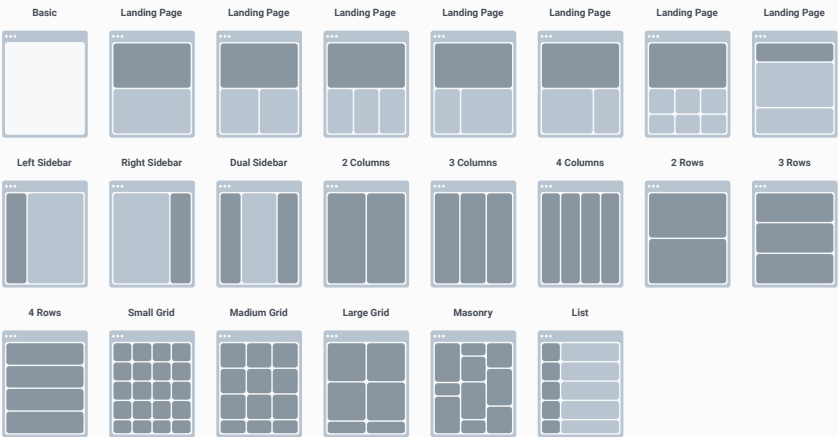 Basic
Landing Page
Landing Page
Landing Page
Landing Page
Landing Page
Landing Page
Landing Page
Left Sidebar
Right Sidebar
Dual Sidebar
2 Columns
3 Columns
4 Columns
2 Rows
3 Rows
4 Rows
Small Grid
Madium Grid
Large Grid
Masonry
List